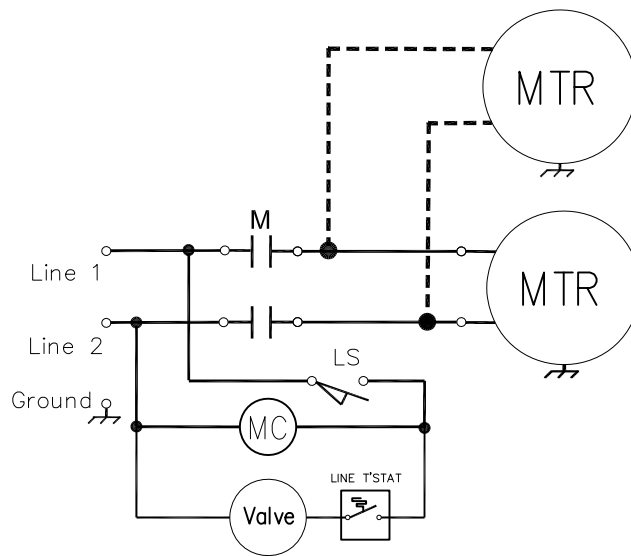 MTR
M
Line 1
MTR
Line 2
LS
Ground
MC
LINE T'STAT
Valve